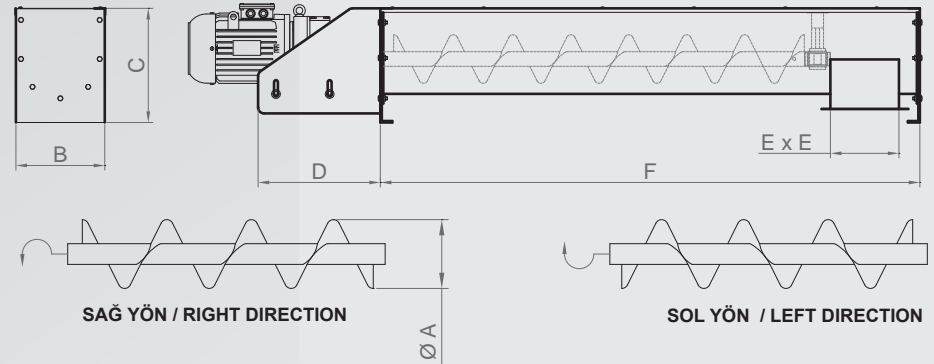 C
B
D
E x E
F
SAĞ YÖN / RIGHT DIRECTION
Ø A
SOL YÖN / LEFT DIRECTION